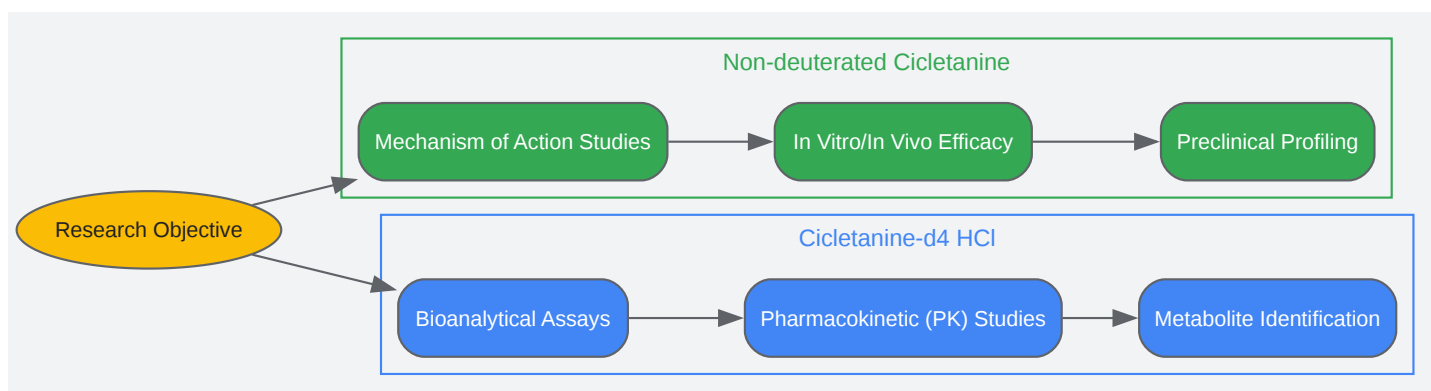 Non-deuterated Cicletanine
Mechanism of Action Studies
In Vitro/In Vivo Efficacy
Preclinical Profiling
Research Objective
Cicletanine-d4 HCl
Bioanalytical Assays
Pharmacokinetic (PK) Studies
Metabolite Identification